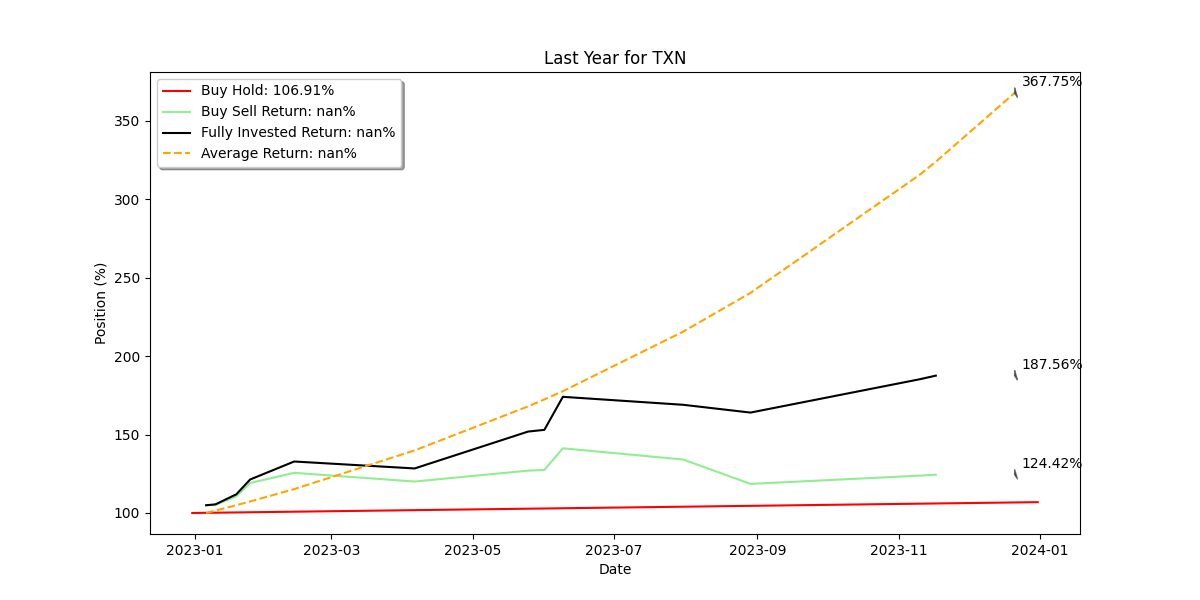 Last Year for TXN
Buy Hold: 106.91%
Buy Sell Return: nan%
Fully Invested Return: nan%
Average Return: nan%
367.75%
187.56%
124.42%
Position (%)
350
300
250
200
150
100
2023-01
2023-03
2023-05
2023-07
2023-09
2023-11
2024-01
Date